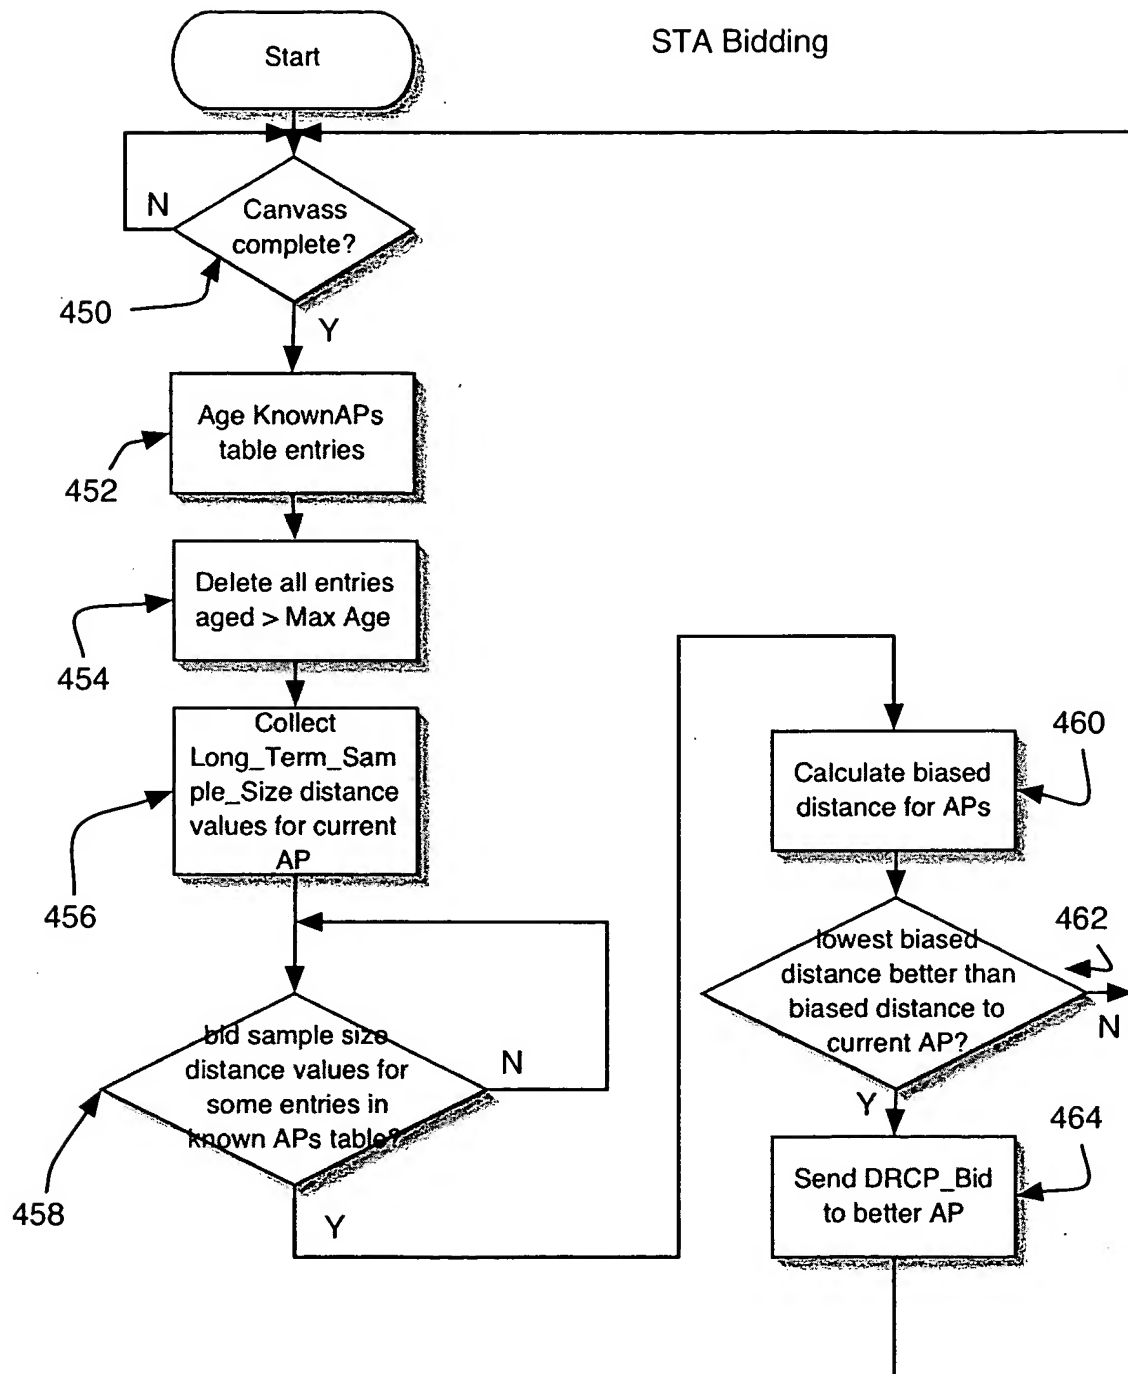 STA Bidding
Start
N
Canvass
complete?
450
Y
Age KnownAPs
table entries
452
Delete all entries
aged > Max Age
454
Collect
Long_Term_Sam
ple_Size distance
values for current
AP
456
bid sample size
distance values for
some entries in
known APs table?
N
458
Y
460
Calculate biased
distance for APs
462
lowest biased
distance better than
biased distance to
current AP?
N
Y
464
Send DRCP_Bid
to better AP